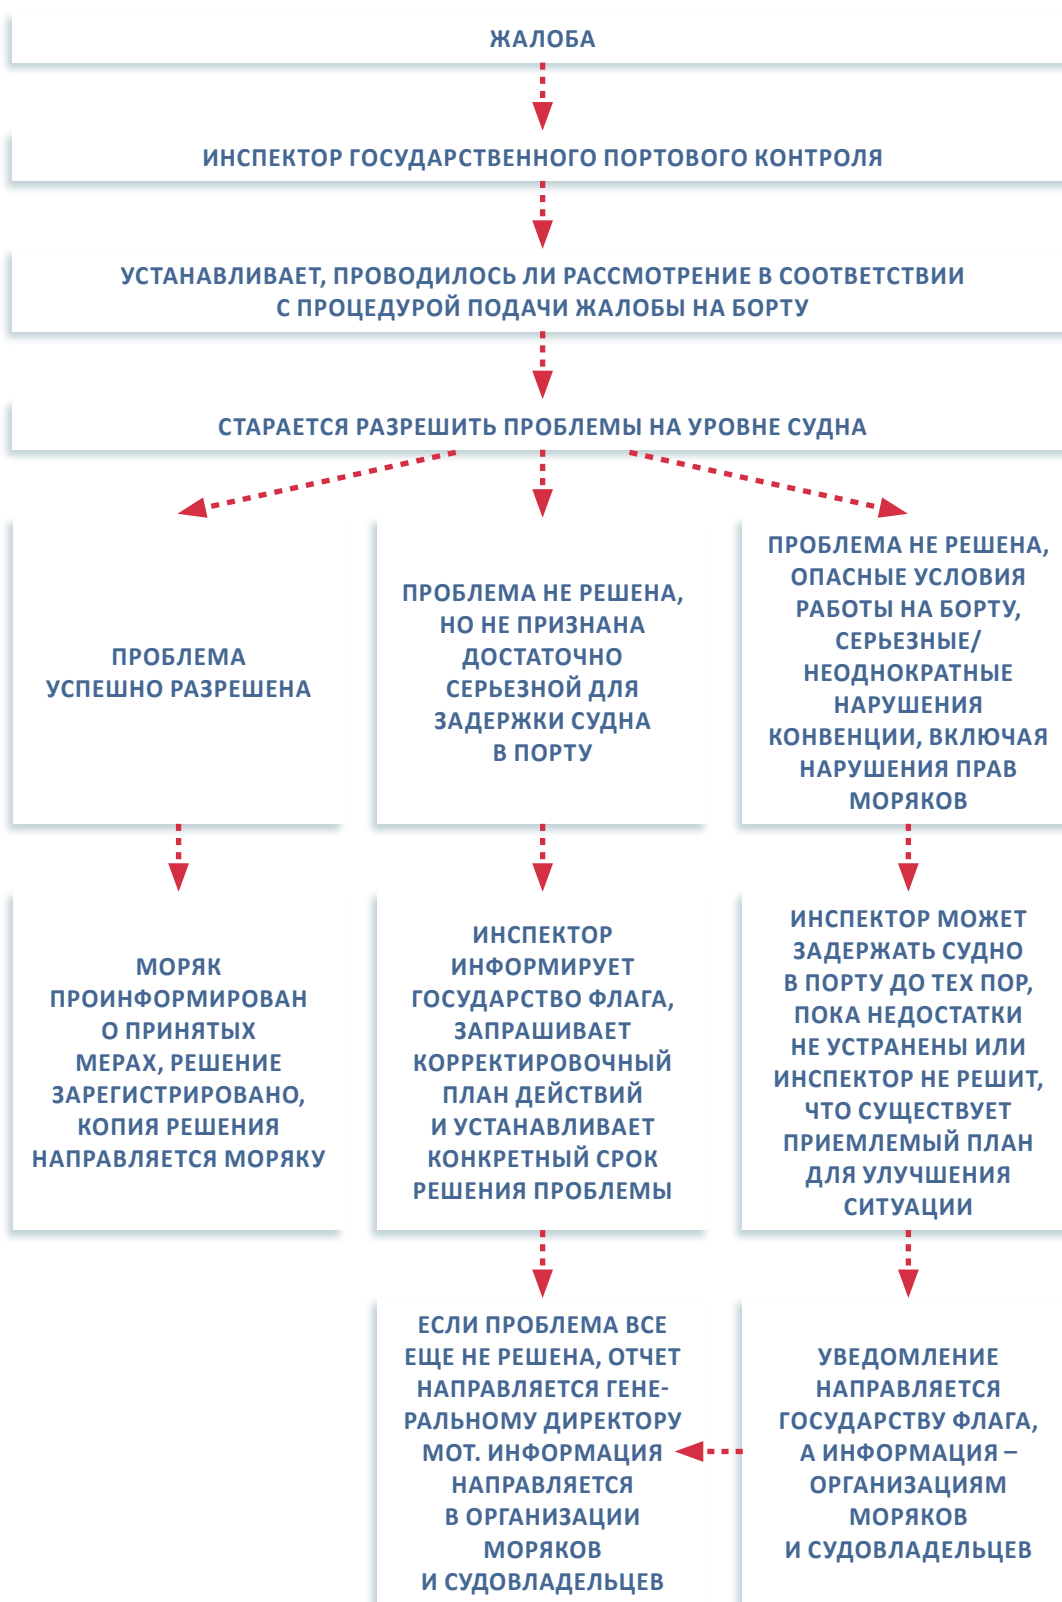 ЖАЛОБА
ИНСПЕКТОР ГОСУДАРСТВЕННОГО ПОРТОВОГО КОНТРОЛЯ
УСТАНАВЛИВАЕТ, ПРОВОДИЛОСЬ ЛИ РАССМОТРЕНИЕ В СООТВЕТСТВИИ
С ПРОЦЕДУРОЙ ПОДАЧИ ЖАЛОБЫ НА БОРТУ
СТАРАЕТСЯ РАЗРЕШИТЬ ПРОБЛЕМЫ НА УРОВНЕ СУДНА
ПРОБЛЕМА
УСПЕШНО РАЗРЕШЕНА
ПРОБЛЕМА НЕ РЕШЕНА,
НО НЕ ПРИЗНАНА
ДОСТАТОЧНО
СЕРЬЕЗНОЙ ДЛЯ
ЗАДЕРЖКИ СУДНА
В ПОРТУ
ПРОБЛЕМА НЕ РЕШЕНА,
ОПАСНЫЕ УСЛОВИЯ
РАБОТЫ НА БОРТУ,
СЕРЬЕЗНЫЕ/
НЕОДНОКРАТНЫЕ
НАРУШЕНИЯ
КОНВЕНЦИИ, ВКЛЮЧАЯ
НАРУШЕНИЯ ПРАВ
МОРЯКОВ
МОРЯК
ПРОИНФОРМИРОВАН
О ПРИНЯТЫХ
МЕРАХ, РЕШЕНИЕ
ЗАРЕГИСТРИРОВАНО,
КОПИЯ РЕШЕНИЯ
НАПРАВЛЯЕТСЯ МОРЯКУ
ИНСПЕКТОР
ИНФОРМИРУЕТ
ГОСУДАРСТВО ФЛАГА,
ЗАПРАШИВАЕТ
КОРРЕКТИРОВОЧНЫЙ
ПЛАН ДЕЙСТВИЙ
И УСТАНАВЛИВАЕТ
КОНКРЕТНЫЙ СРОК
РЕШЕНИЯ ПРОБЛЕМЫ
ИНСПЕКТОР МОЖЕТ
ЗАДЕРЖАТЬ СУДНО
В ПОРТУ ДО ТЕХ ПОР,
ПОКА НЕДОСТАТКИ
НЕ УСТРАНЕНЫ ИЛИ
ИНСПЕКТОР НЕ РЕШИТ,
ЧТО СУЩЕСТВУЕТ
ПРИЕМЛЕМЫЙ ПЛАН
ДЛЯ УЛУЧШЕНИЯ
СИТУАЦИИ
ЕСЛИ ПРОБЛЕМА ВСЕ
ЕЩЕ НЕ РЕШЕНА, ОТЧЕТ
НАПРАВЛЯЕТСЯ ГЕНЕ-
РАЛЬНОМУ ДИРЕКТОРУ
МОТ. ИНФОРМАЦИЯ
НАПРАВЛЯЕТСЯ
В ОРГАНИЗАЦИИ
МОРЯКОВ
И СУДОВЛАДЕЛЬЦЕВ
УВЕДОМЛЕНИЕ
НАПРАВЛЯЕТСЯ
ГОСУДАРСТВУ ФЛАГА,
А ИНФОРМАЦИЯ –
ОРГАНИЗАЦИЯМ
МОРЯКОВ
И СУДОВЛАДЕЛЬЦЕВ